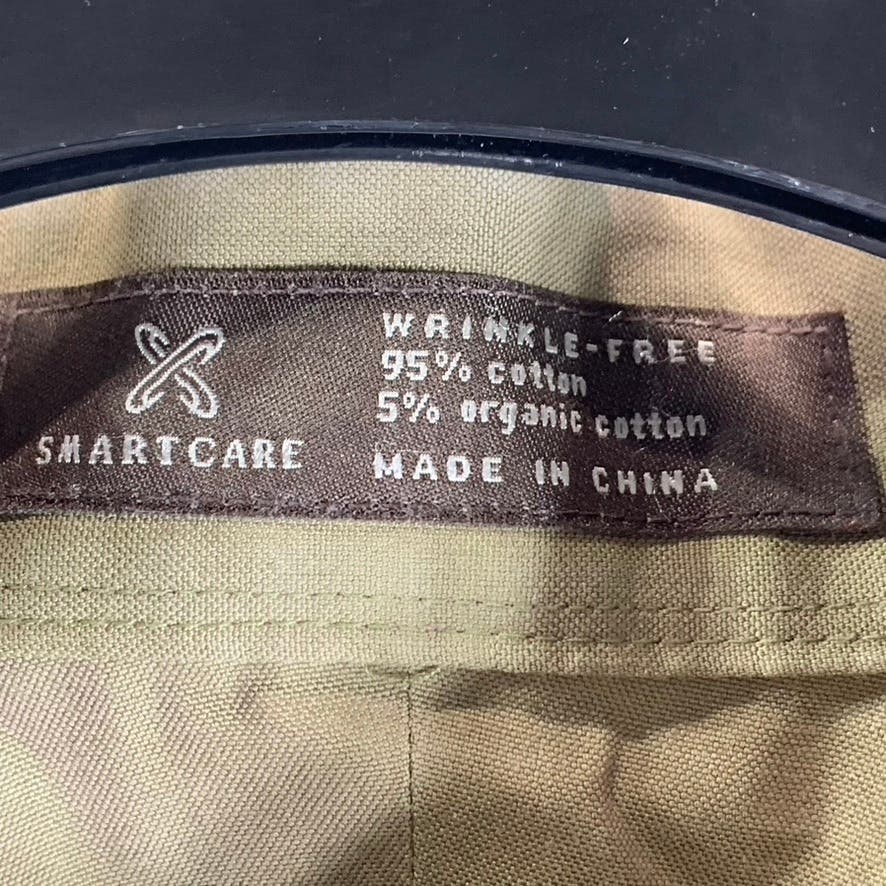 SMARTCARE
WRINKLE-FREE
95% cotton
5% organic cotton
MADE IN CHINA